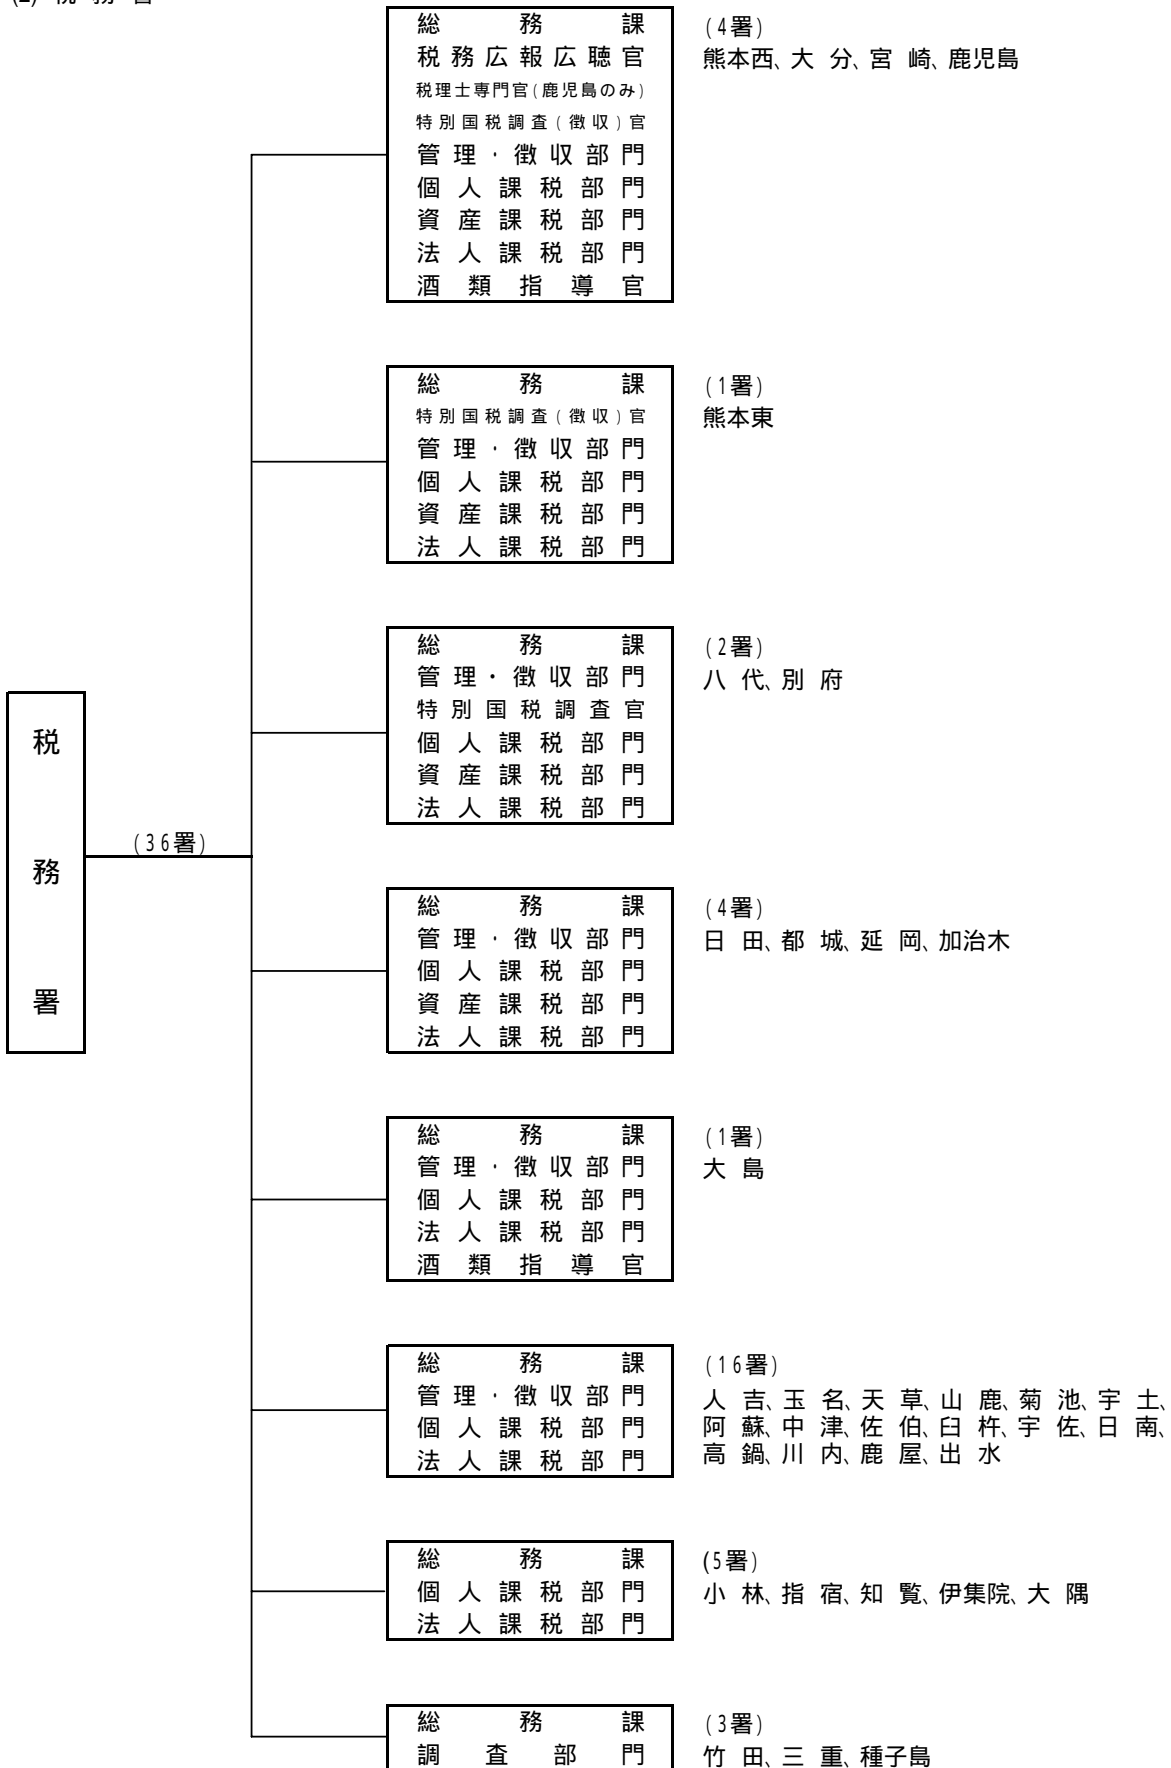 (2) 税務署
総務課
税務広報広聴官
税理士専門官(鹿児島のみ)
特別国税調査(徴収)官
管理・徴収部門
個人課税部門
資産課税部門
法人課税部門
酒類指導官
(4署)
熊本西、大分、宮崎、鹿児島
総務課
特別国税調査(徴収)官
管理・徴収部門
個人課税部門
資産課税部門
法人課税部門
(1署)
熊本東
総務課
管理・徴収部門
特別国税調査官
個人課税部門
資産課税部門
法人課税部門
(2署)
八代、別府
税務署
(36署)
総務課
管理・徴収部門
個人課税部門
資産課税部門
法人課税部門
(4署)
日田、都城、延岡、加治木
総務課
管理・徴収部門
個人課税部門
法人課税部門
酒類指導官
(1署)
大島
総務課
管理・徴収部門
個人課税部門
法人課税部門
(16署)
人吉、玉名、天草、山鹿、菊池、宇土、
阿蘇、中津、佐伯、臼杵、宇佐、日南、
高鍋、川内、鹿屋、出水
総務課
個人課税部門
法人課税部門
(5署)
小林、指宿、知覧、伊集院、大隅
総務課
調査部門
(3署)
竹田、三重、種子島